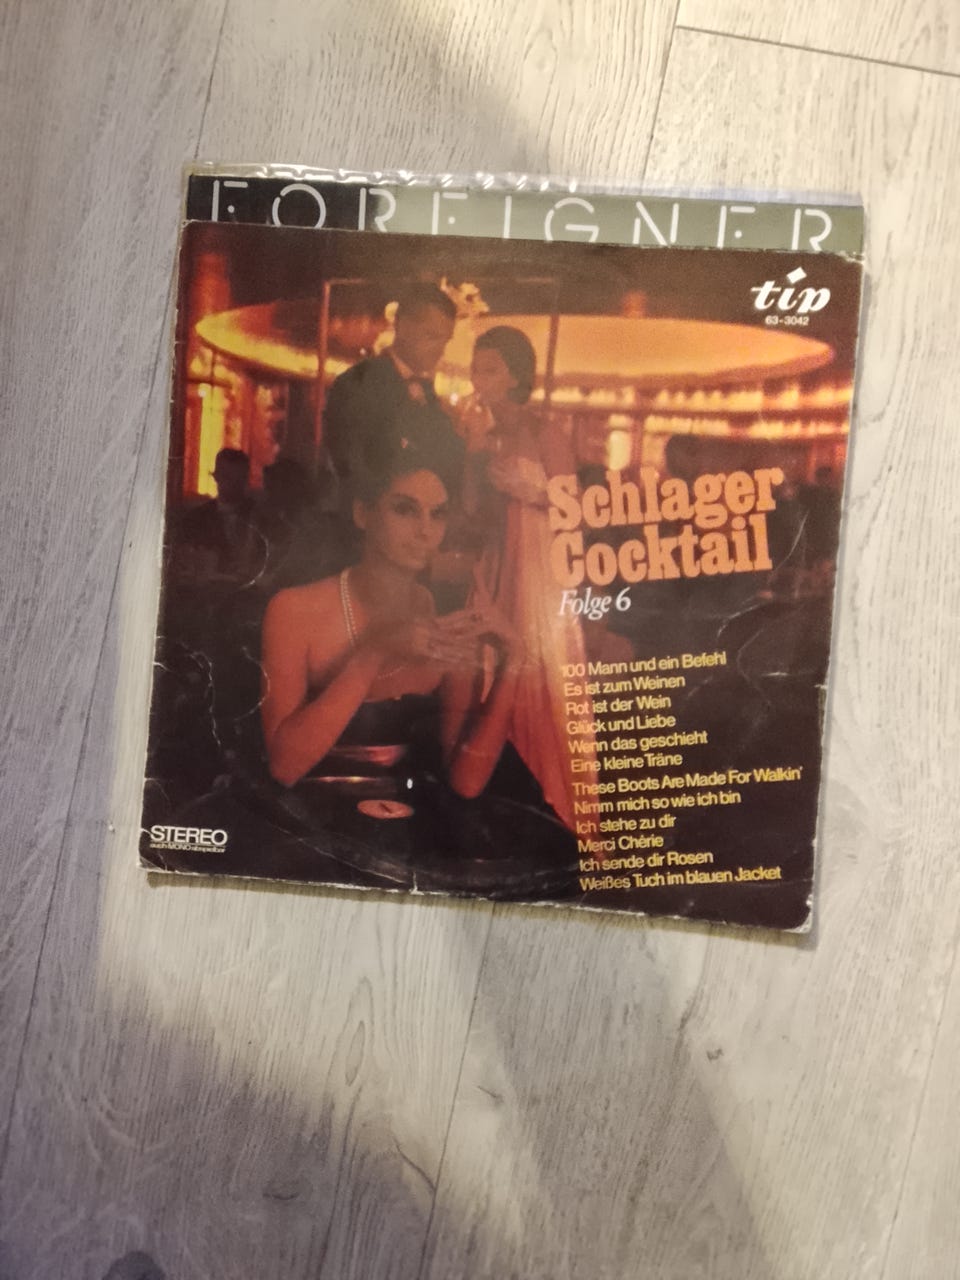 FOREIGNER
tip
63-3042
Schlager
Cocktail
Folge 6
100 Mann und ein Befehl
Es ist zum Weinen
Rot ist der Wein
Glück und Liebe
Wenn das geschieht
Eine kleine Träne
These Boots Are Made For Walkin'
Nimm mich so wie ich bin
Ich stehe zu dir
Merci Chérie
Ich sende dir Rosen
Weißes Tuch im blauen Jacket
STEREO
auch MONO abspielbar